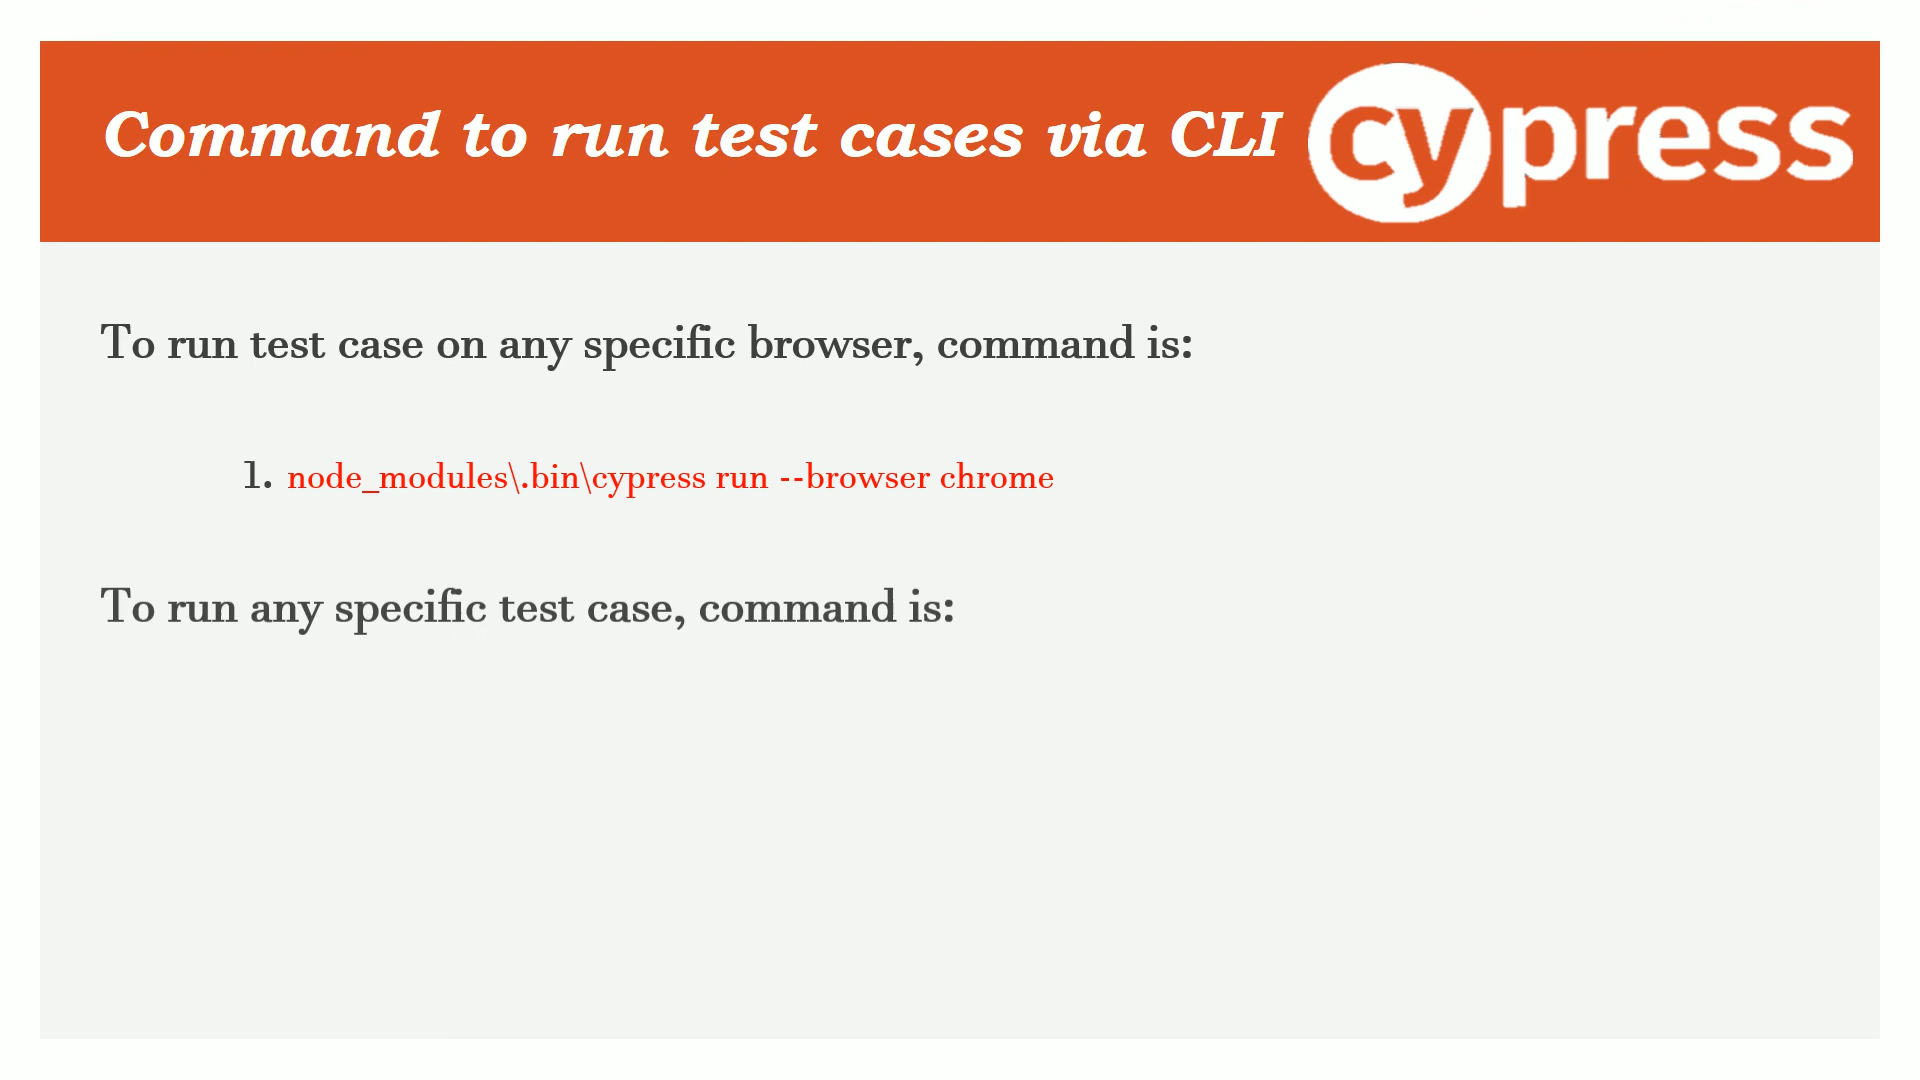 Command to run test cases via CLI cypress
To run test case on any specific browser, command is:
1. node_modules\.bin\cypress run --browser chrome
To run any specific test case, command is: